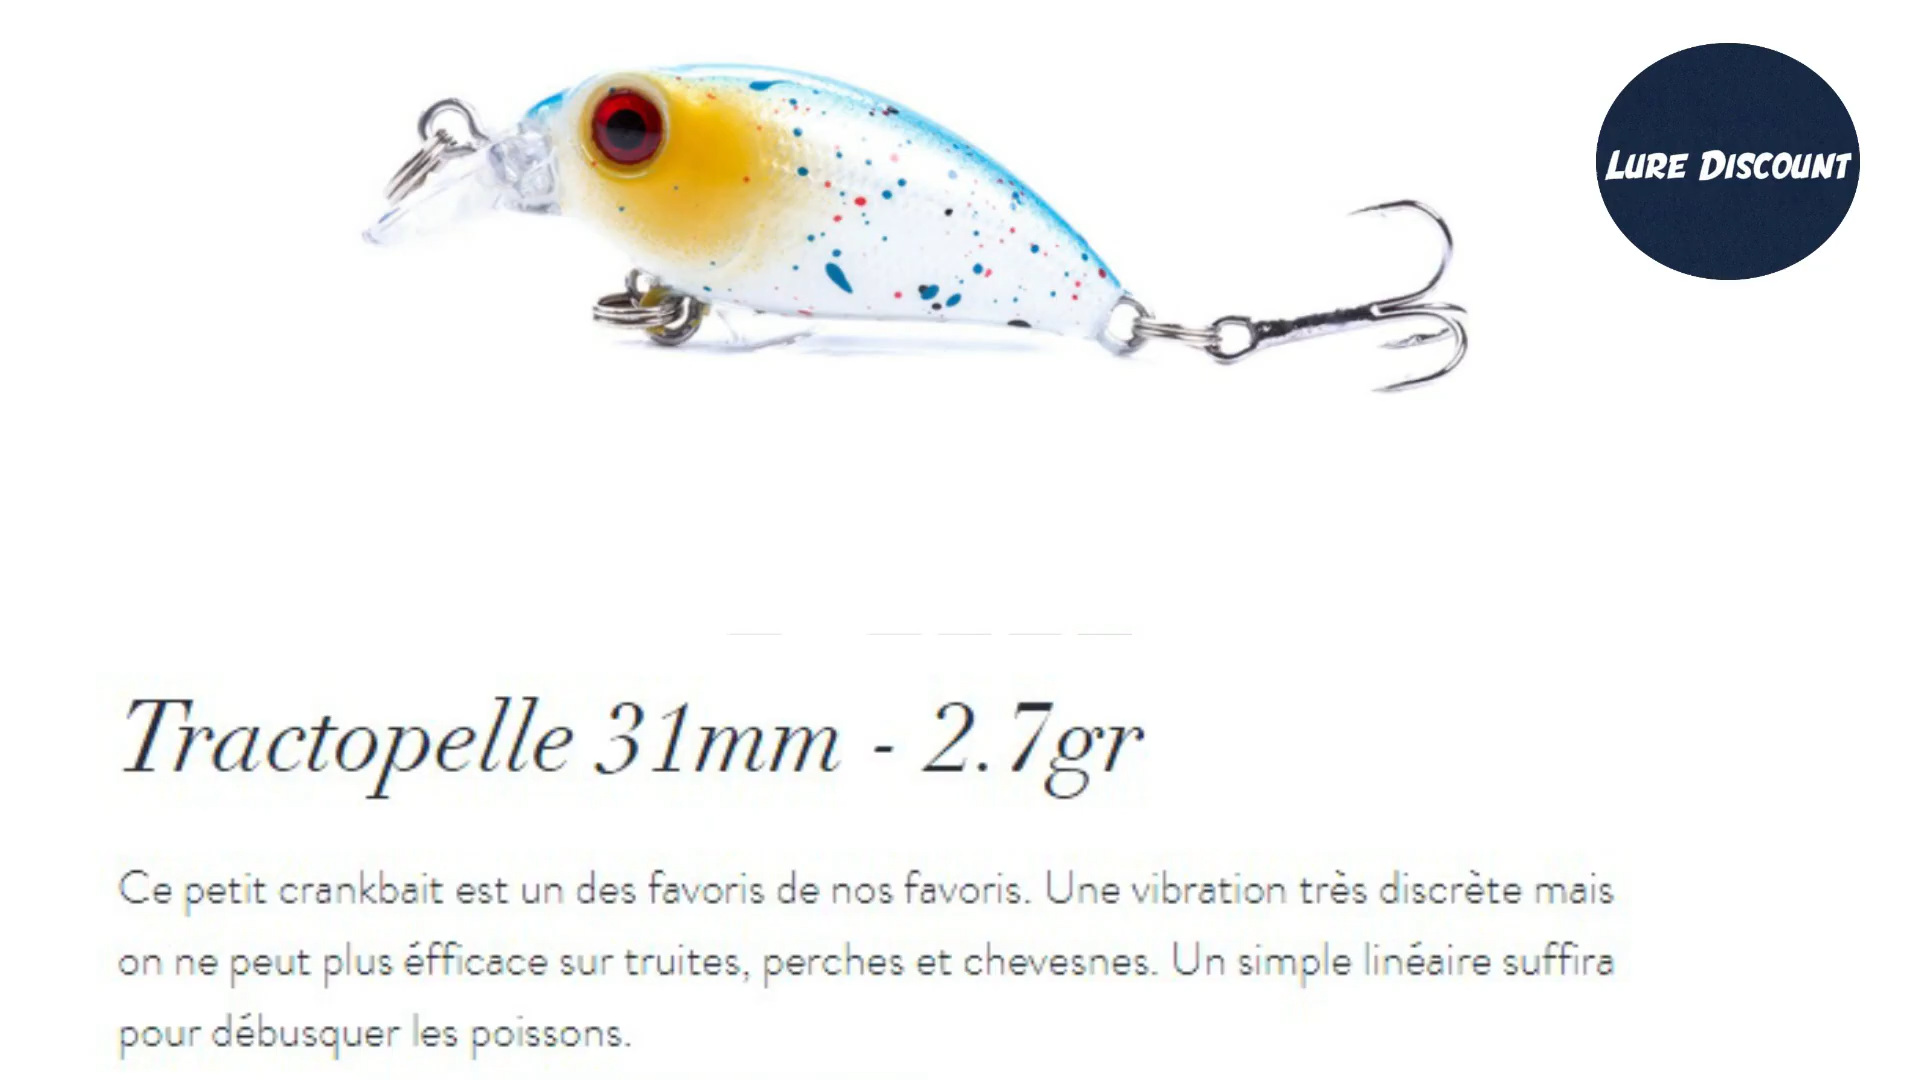 LURE DISCOUNT
Tractopelle 31mm - 2.7gr
Ce petit crankbait est un des favoris de nos favoris. Une vibration très discrète mais
on ne peut plus éfficace sur truites, perches et chevesnes. Un simple linéaire suffira
pour débusquer les poissons.